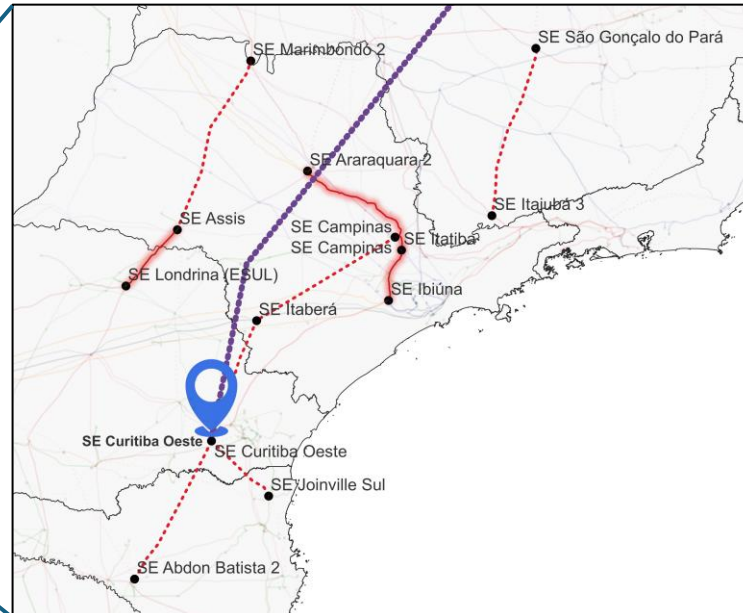 SE Marimbondo 2
SE São Gonçalo do Pará
SE Araraquara 2
SE Itajubá 3
SE Assis
SE Campinas
SE Itatiba
SE Campinas
SE Londrina (ESUL)
SE Ibiúna
SE Itaberá
SE Curitiba Oeste
SE Curitiba Oeste
SE Joinville Sul
SE Abdon Batista 2